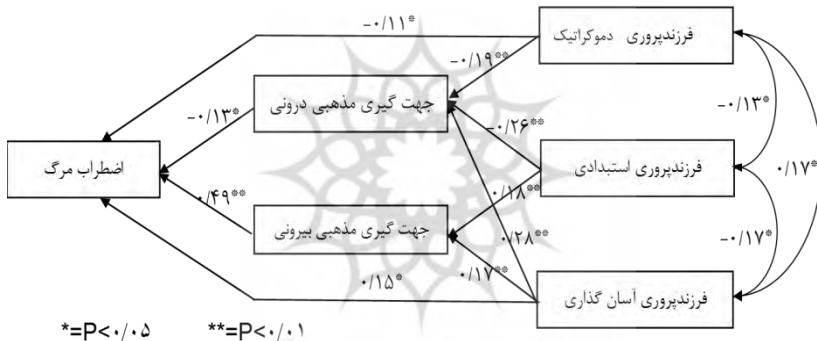 -۰/۱۱*
فرزندپروری دموکراتیک
-۰/۱۹**
جهت گیری مذهبی درونی
-۰/۱۳*
-۰/۱۳*
-۰/۲۶**
اضطراب مرگ
فرزندپروری استبدادی
۰/۱۷*
۰/۱۸**
۰/۴۹**
جهت گیری مذهبی بیرونی
۰/۲۸**
-۰/۱۷*
۰/۱۷**
۰/۱۵*
فرزندپروری آسان گذاری
*=P<۰/۰۵ **=P<۰/۰۱